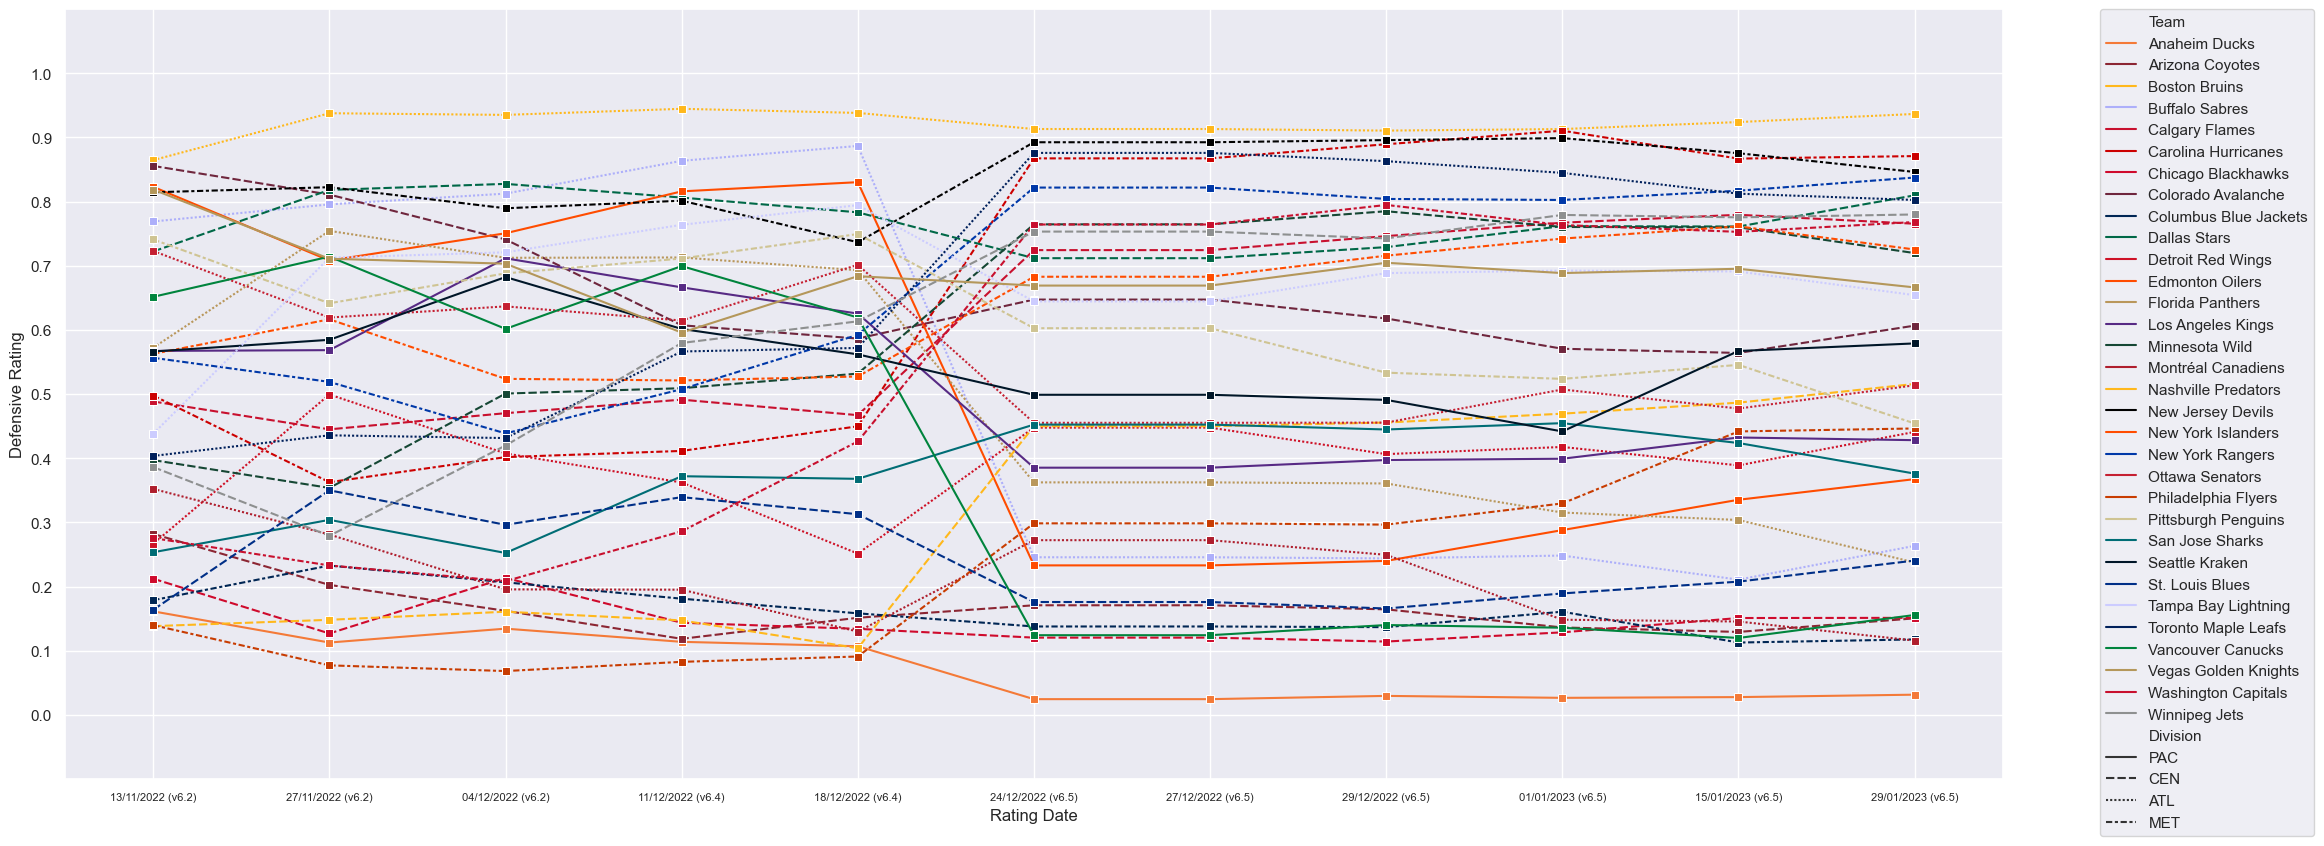 Defensive Rating
1.0
0.9
0.8
0.7
0.6
0.5
0.4
0.3
0.2
0.1
0.0
13/11/2022 (v6.2)
27/11/2022 (v6.2)
04/12/2022 (v6.2)
11/12/2022 (v6.4)
18/12/2022 (v6.4)
24/12/2022 (v6.5)
27/12/2022 (v6.5)
29/12/2022 (v6.5)
01/01/2023 (v6.5)
15/01/2023 (v6.5)
29/01/2023 (v6.5)
Rating Date
Team
Anaheim Ducks
Arizona Coyotes
Boston Bruins
Buffalo Sabres
Calgary Flames
Carolina Hurricanes
Chicago Blackhawks
Colorado Avalanche
Columbus Blue Jackets
Dallas Stars
Detroit Red Wings
Edmonton Oilers
Florida Panthers
Los Angeles Kings
Minnesota Wild
Montréal Canadiens
Nashville Predators
New Jersey Devils
New York Islanders
New York Rangers
Ottawa Senators
Philadelphia Flyers
Pittsburgh Penguins
San Jose Sharks
Seattle Kraken
St. Louis Blues
Tampa Bay Lightning
Toronto Maple Leafs
Vancouver Canucks
Vegas Golden Knights
Washington Capitals
Winnipeg Jets
Division
PAC
CEN
ATL
MET